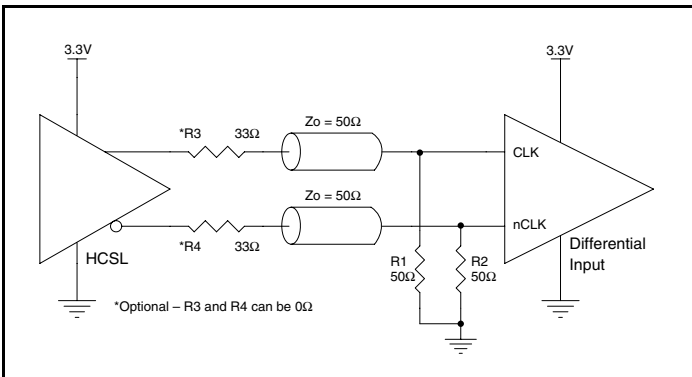 3.3V
3.3V
Zo = 50Ω
*R3
33Ω
CLK
Zo = 50Ω
nCLK
*R4
33Ω
HCSL
R1
50Ω
R2
50Ω
Differential
Input
*Optional – R3 and R4 can be 0Ω